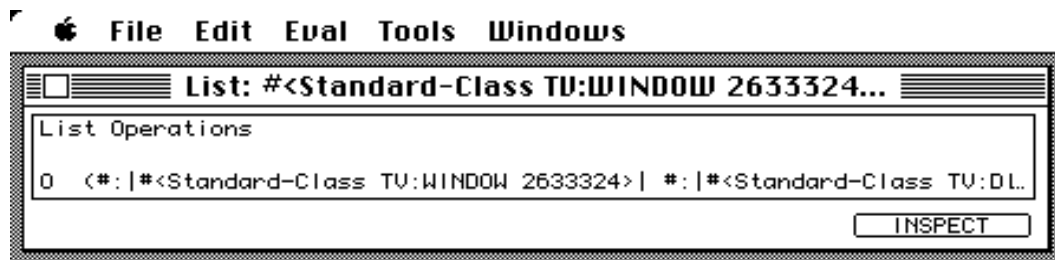 File Edit Eval Tools Windows
List: #<Standard-Class TV:WINDOW 2633324...
List Operations
0 (#:|#<Standard-Class TV:WINDOW 2633324>| #:|#<Standard-Class TV:DL…
INSPECT